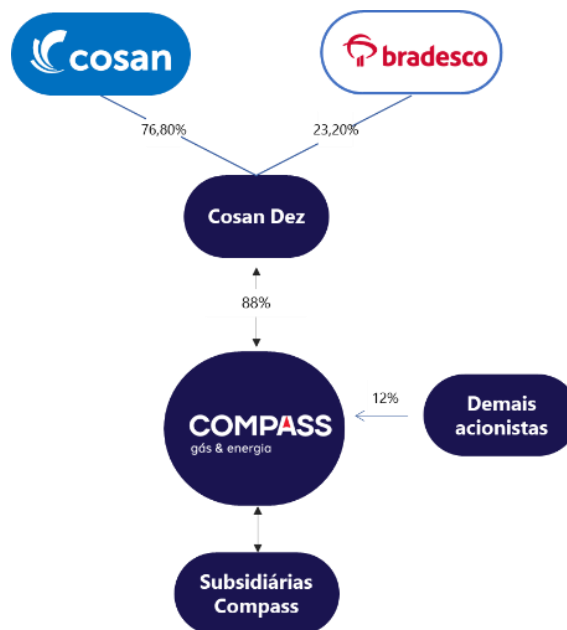 cosan
bradesco
76,80%
23,20%
Cosan Dez
88%
COMPASS
gás & energia
12%
Demais
acionistas
Subsidiárias
Compass